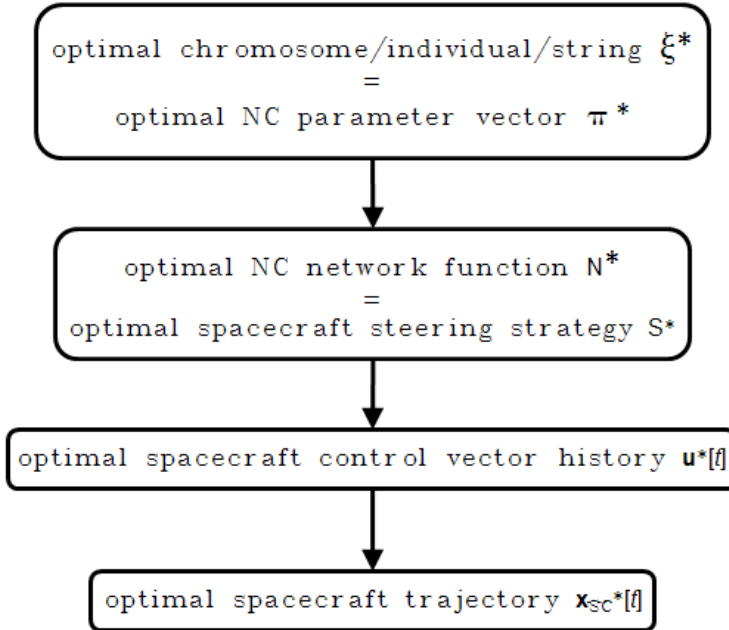 optimal chromosome/individual/string ξ*
=
optimal NC parameter vector π*
optimal NC network function N*
=
optimal spacecraft steering strategy S*
optimal spacecraft control vector history u*[t]
optimal spacecraft trajectory xSC*[t]